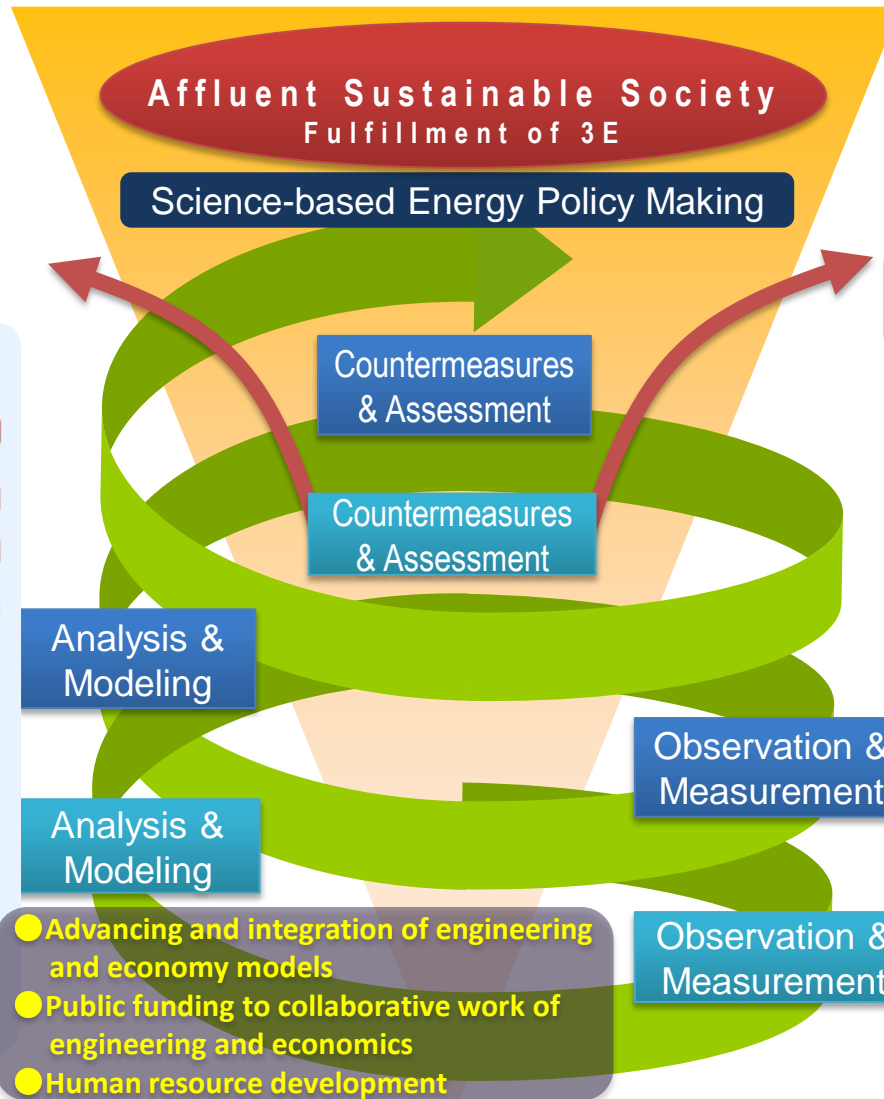 Affluent Sustainable Society
Fulfillment of 3E
Science-based Energy Policy Making
Countermeasures
& Assessment
Countermeasures
& Assessment
Analysis &
Modeling
Observation &
Measurement
Analysis &
Modeling
Observation &
Measurement
●Advancing and integration of engineering
and economy models
●Public funding to collaborative work of
engineering and economics
●Human resource development